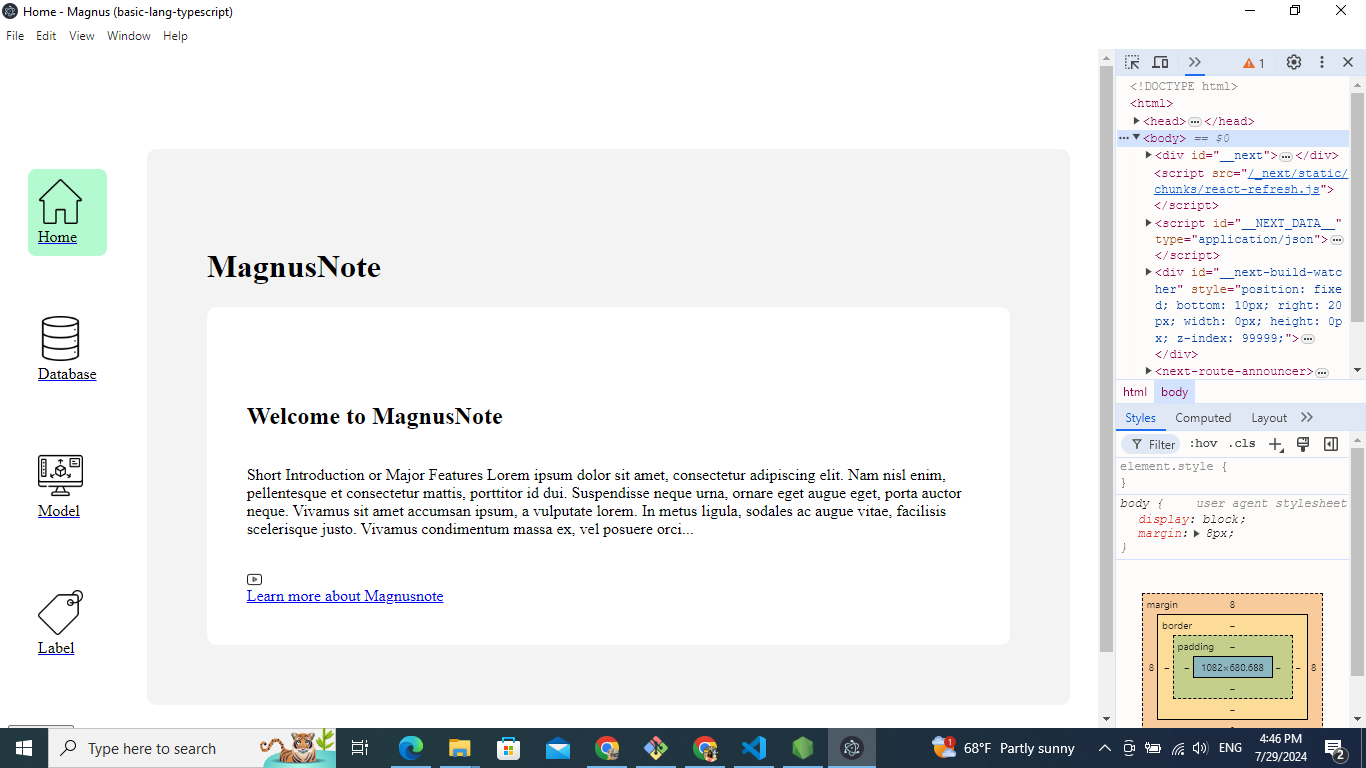 Home - Magnus (basic-lang-typescript)
File Edit View Window Help
Home
Database
Model
Label
MagnusNote
Welcome to MagnusNote
Short Introduction or Major Features Lorem ipsum dolor sit amet, consectetur adipiscing elit. Nam nisl enim,
pellentesque et consectetur mattis, porttitor id dui. Suspendisse neque urna, ornare eget augue eget, porta auctor
neque. Vivamus sit amet accumsan ipsum, a vulputate lorem. In metus ligula, sodales ac augue vitae, facilisis
scelerisque justo. Vivamus condimentum massa ex, vel posuere orci...
Learn more about Magnusnote
1
<!DOCTYPE html>
<html>
<head> … </head>
… <body> == $0
<div id="__next"> … </div>
<script src="/_next/static/
chunks/react-refresh.js">
</script>
<script id="__NEXT_DATA__"
type="application/json"> …
</script>
<div id="__next-build-watc
her" style="position: fixe
d; bottom: 10px; right: 20
px; width: 0px; height: 0p
x; z-index: 99999;"> …
</div>
<next-route-announcer> …
html body
Styles Computed Layout
Filter :hov .cls
element.style {
}
body { user agent stylesheet
display: block;
margin: 8px;
}
margin 8
border –
padding –
8 – – 1082×680.688 – – 8
–
–
Type here to search
1 68°F Partly sunny
ENG
4:46 PM
7/29/2024
2